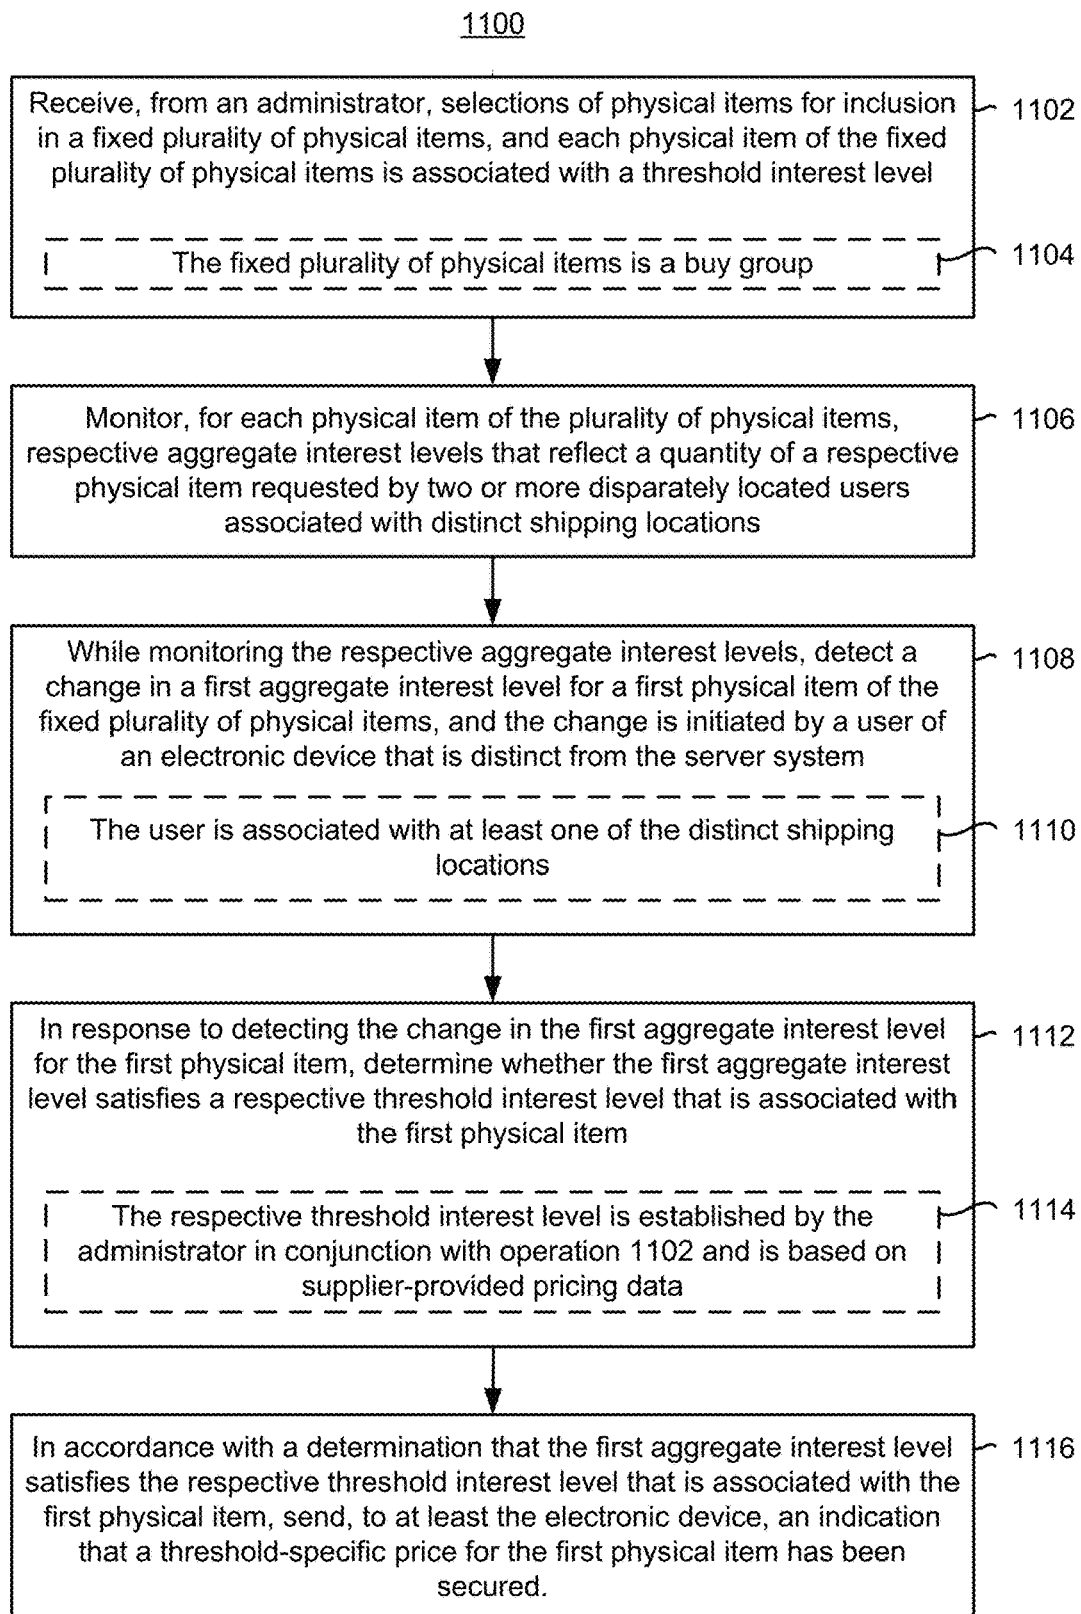 1100
Receive, from an administrator, selections of physical items for inclusion
in a fixed plurality of physical items, and each physical item of the fixed
plurality of physical items is associated with a threshold interest level
1102
The fixed plurality of physical items is a buy group
1104
Monitor, for each physical item of the plurality of physical items,
respective aggregate interest levels that reflect a quantity of a respective
physical item requested by two or more disparately located users
associated with distinct shipping locations
1106
While monitoring the respective aggregate interest levels, detect a
change in a first aggregate interest level for a first physical item of the
fixed plurality of physical items, and the change is initiated by a user of
an electronic device that is distinct from the server system
1108
The user is associated with at least one of the distinct shipping
locations
1110
In response to detecting the change in the first aggregate interest level
for the first physical item, determine whether the first aggregate interest
level satisfies a respective threshold interest level that is associated with
the first physical item
1112
The respective threshold interest level is established by the
administrator in conjunction with operation 1102 and is based on
supplier-provided pricing data
1114
In accordance with a determination that the first aggregate interest level
satisfies the respective threshold interest level that is associated with the
first physical item, send, to at least the electronic device, an indication
that a threshold-specific price for the first physical item has been
secured.
1116